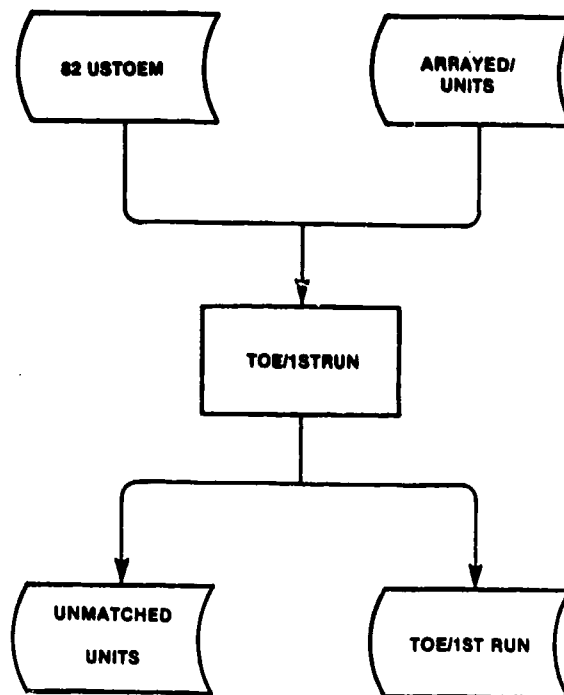 82 USTOEM
ARRAYED/
UNITS
TOE/1STRUN
UNMATCHED
UNITS
TOE/1ST RUN